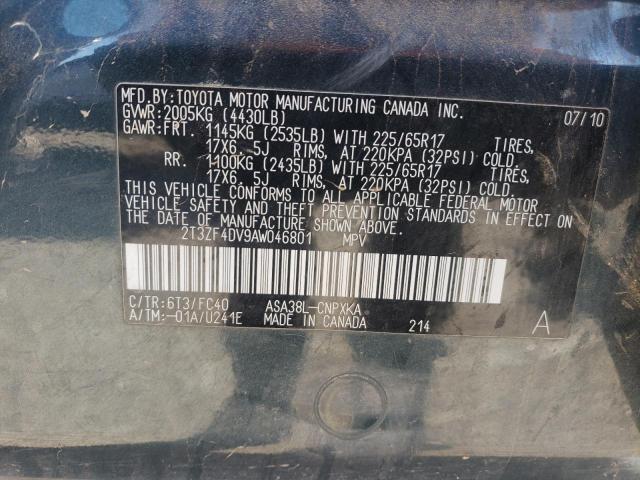 MFD.BY:TOYOTA MOTOR MANUFACTURING CANADA INC.
GVWR:2005KG (4430LB) 07/10
GAWR:FRT. 1145KG (2535LB) WITH 225/65R17 TIRES,
17X6. 5J RIMS, AT 220KPA (32PSI) COLD.
RR. 1100KG (2435LB) WITH 225/65R17 TIRES,
17X6. 5J RIMS, AT 220KPA (32PSI) COLD.
THIS VEHICLE CONFORMS TO ALL APPLICABLE FEDERAL MOTOR
VEHICLE SAFETY AND THEFT PREVENTION STANDARDS IN EFFECT ON
THE DATE OF MANUFACTURE SHOWN ABOVE.
2T3ZF4DV9AW046801 MPV
C/TR:6T3/FC40 ASA38L-CNPXKA
A/TM:-01A/U241E MADE IN CANADA 214 A